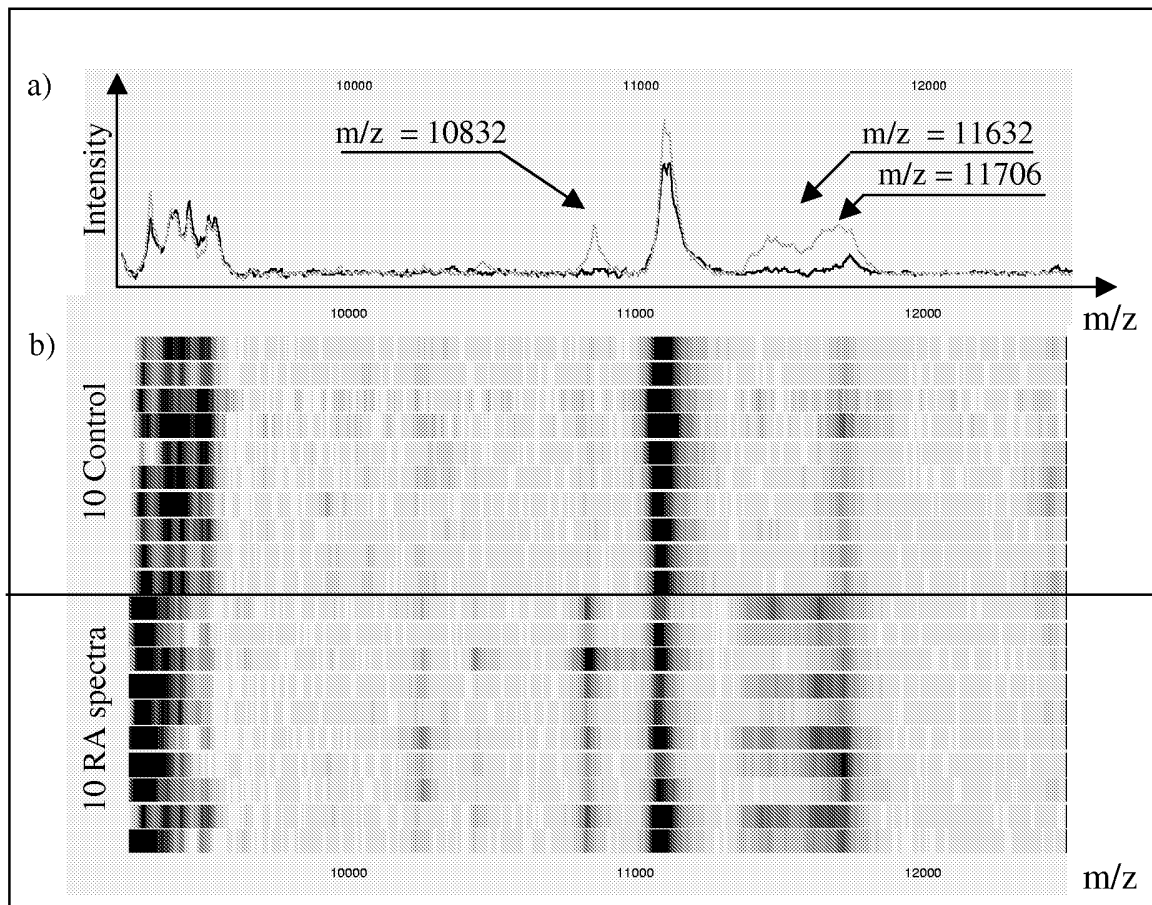 a)
10000 11000 12000
m/z = 10832
m/z = 11632
m/z = 11706
Intensity
10000 11000 12000
m/z
b)
10 Control
10 RA spectra
10000 11000 12000
m/z